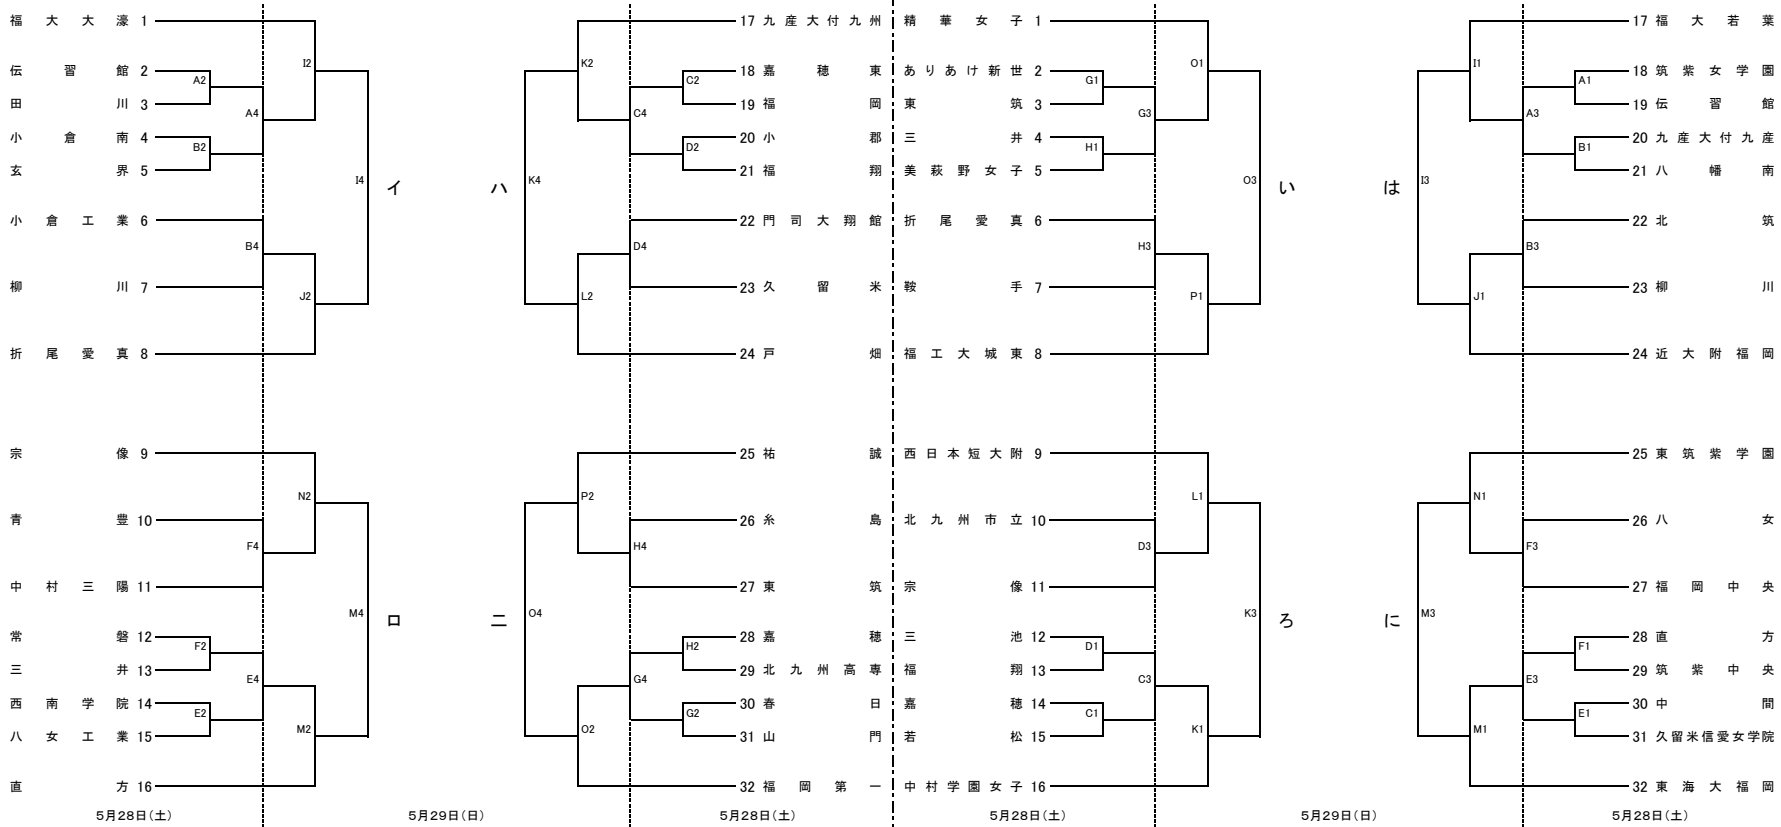 福大大濠 1
I2
伝習館 2
A2
田川 3
A4
小倉南 4
B2
玄界 5
I4
イ
小倉工業 6
B4
柳川 7
J2
折尾愛真 8
宗像 9
N2
青豊 10
F4
中村三陽 11
M4
ロ
常磐 12
F2
三井 13
E4
西南学院 14
E2
八女工業 15
M2
直方 16
5月28日(土)
5月29日(日)
17 九産大付九州
K2
18 嘉穂東
C2
19 福岡
C4
20 小郡
D2
21 福翔
K4
ハ
22 門司大翔館
D4
23 久留米
L2
24 戸畑
25 祐誠
P2
26 糸島
H4
27 東筑
O4
ニ
28 嘉穂
H2
29 北九州高専
G4
30 春日
G2
31 山門
O2
32 福岡第一
5月28日(土)
精華女子 1
O1
ありあけ新世 2
G1
東筑 3
G3
三井 4
H1
美萩野女子 5
O3
い
折尾愛真 6
H3
鞍手 7
P1
福工大城東 8
西日本短大附 9
L1
北九州市立 10
D3
宗像 11
K3
ろ
三池 12
D1
福翔 13
C3
嘉穂 14
C1
若松 15
K1
中村学園女子 16
5月28日(土)
5月29日(日)
17 福大若葉
I1
18 筑紫女学園
A1
19 伝習館
A3
20 九産大付九産
B1
21 八幡南
I3
は
22 北筑
B3
23 柳川
J1
24 近大附福岡
25 東筑紫学園
N1
26 八女
F3
27 福岡中央
M3
に
28 直方
F1
29 筑紫中央
E3
30 中間
E1
31 久留米信愛女学院
M1
32 東海大福岡
5月28日(土)